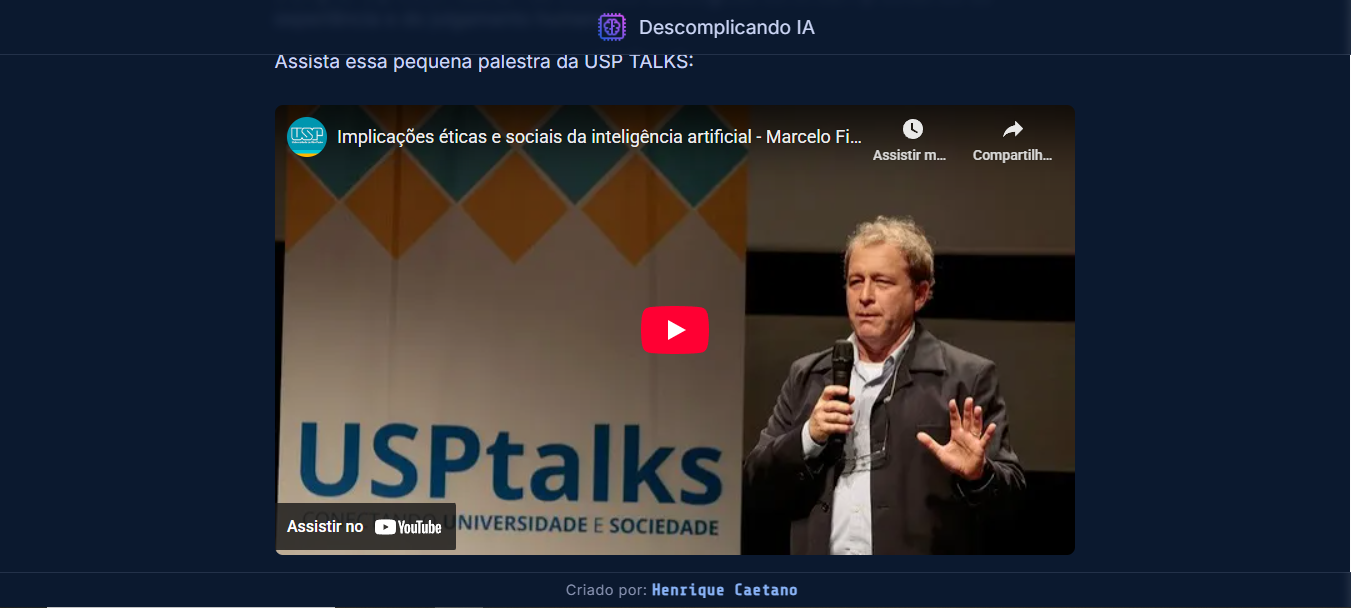 Descomplicando IA
Assista essa pequena palestra da USP TALKS:
USP
Implicações éticas e sociais da inteligência artificial - Marcelo Fi...
Assistir m...
Compartilh...
USPtalks
UNIVERSIDADE E SOCIEDADE
Assistir no YouTube
Criado por: Henrique Caetano